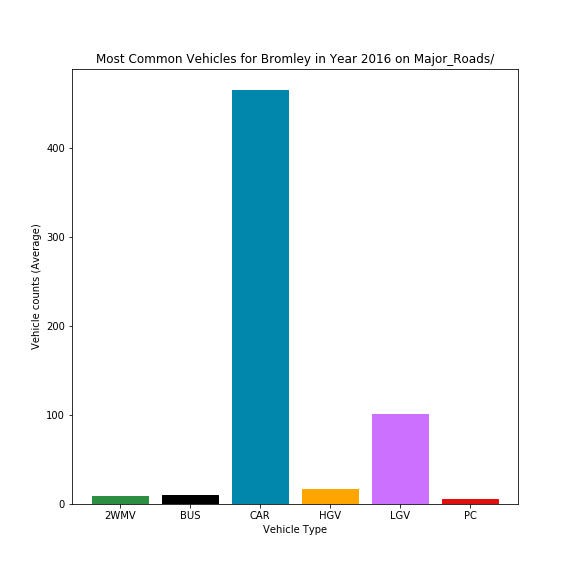 Most Common Vehicles for Bromley in Year 2016 on Major_Roads/
Vehicle counts (Average)
400
300
200
100
0
2WMV BUS CAR HGV LGV PC
Vehicle Type